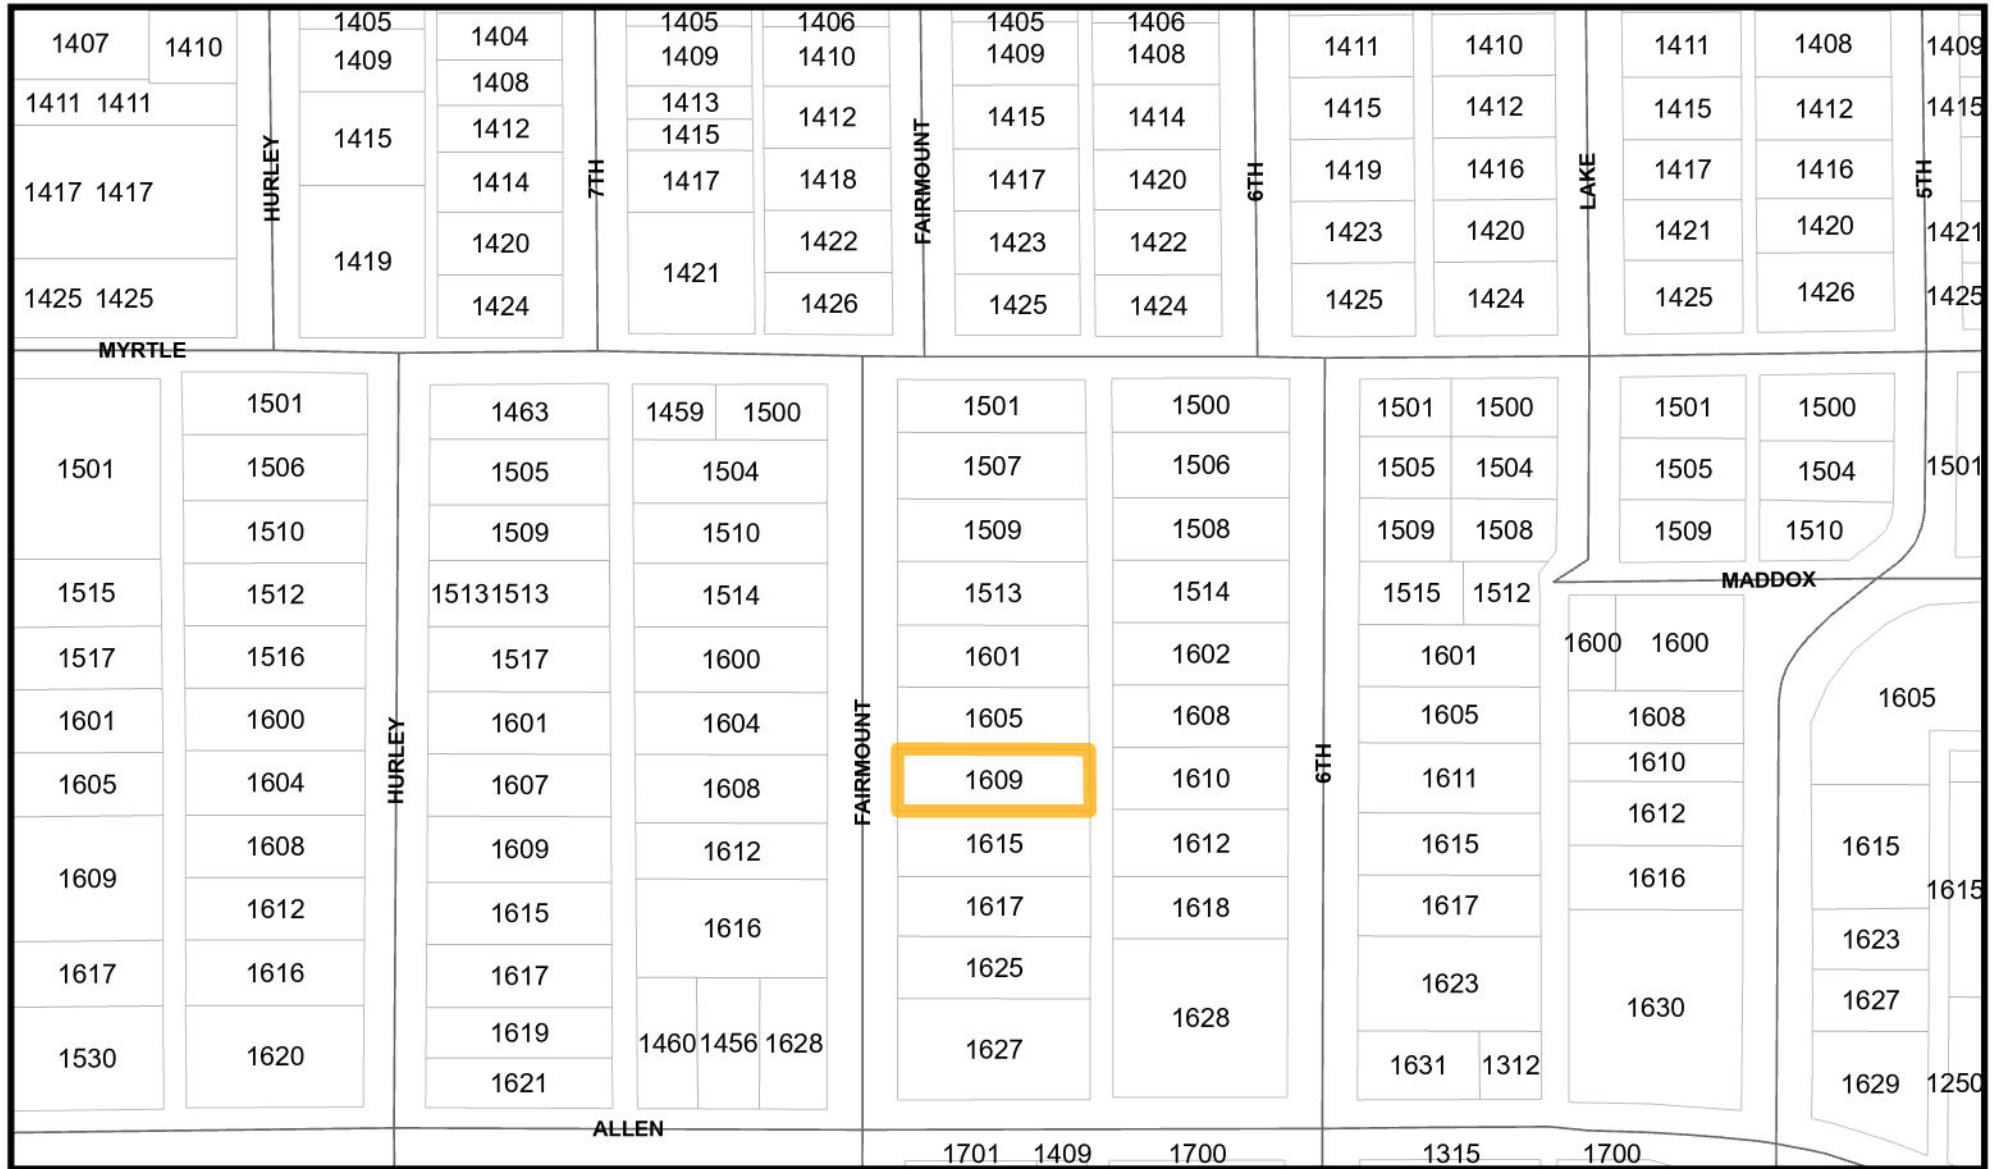 1405 1405 1406 1405 1406
1407 1410 1409 1404 1409 1410 1409 1408 1411 1410 1411 1408 1409
1408
1411 1411 1413 1412 1415 1414 1415 1412 1415 1412 1415
1415 1412 1415
HURLEY 7TH FAIRMOUNT 6TH LAKE 5TH
1417 1417 1414 1417 1418 1417 1420 1419 1416 1417 1416
1419 1420 1421 1422 1423 1422 1423 1420 1421 1420 1421
1425 1425 1424 1426 1425 1424 1425 1424 1425 1426 1425
MYRTLE
1501 1463 1459 1500 1501 1500 1501 1500 1501 1500
1501 1506 1505 1504 1507 1506 1505 1504 1505 1504 1501
1510 1509 1510 1509 1508 1509 1508 1509 1510
MADDOX
1515 1512 1513 1513 1514 1513 1514 1515 1512
1517 1516 1517 1600 1601 1602 1601 1600 1600
1601 1600 1601 1604 1605 1608 1605 1608 1605
HURLEY FAIRMOUNT 6TH
1605 1604 1607 1608 1609 1610 1611 1610
1612
1608 1609 1612 1615 1612 1615 1615
1609 1616 1615
1612 1615 1616 1617 1618 1617 1623
1617 1616 1617 1625 1623 1627
1619 1630
1530 1620 1460 1456 1628 1627 1628 1631 1312
1621 1629 1250
ALLEN
1701 1409 1700 1315 1700